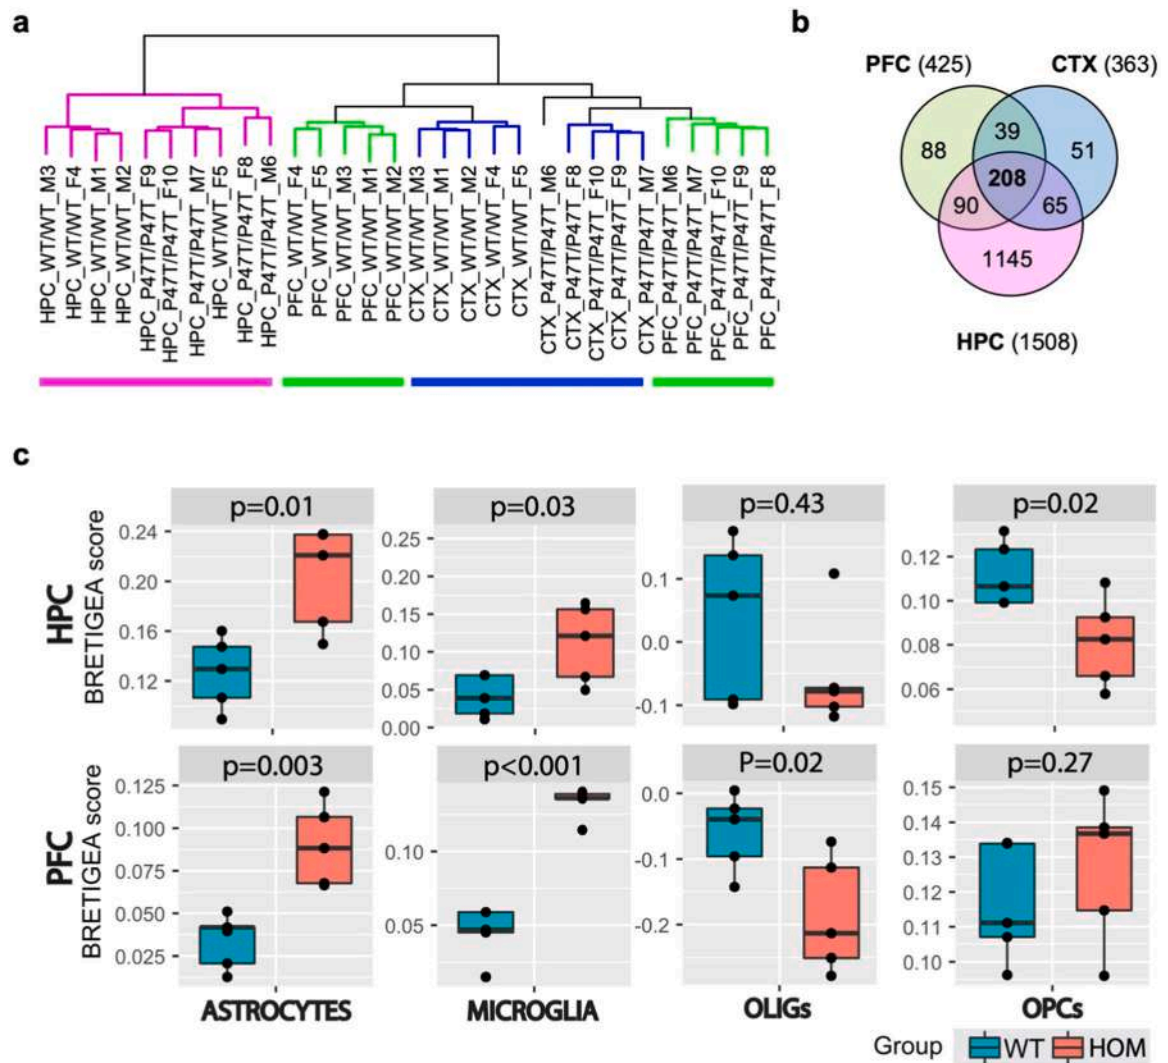 a
HPC_WT/WT_M3
HPC_WT/WT_F4
HPC_WT/WT_M1
HPC_WT/WT_M2
HPC_P47T/P47T_F9
HPC_P47T/P47T_F10
HPC_P47T/P47T_M7
HPC_WT/WT_F5
HPC_P47T/P47T_F8
HPC_P47T/P47T_M6
PFC_WT/WT_F4
PFC_WT/WT_F5
PFC_WT/WT_M3
PFC_WT/WT_M1
PFC_WT/WT_M2
CTX_WT/WT_M3
CTX_WT/WT_M1
CTX_WT/WT_M2
CTX_WT/WT_F4
CTX_WT/WT_F5
CTX_P47T/P47T_M6
CTX_P47T/P47T_F8
CTX_P47T/P47T_F10
CTX_P47T/P47T_F9
CTX_P47T/P47T_M7
PFC_P47T/P47T_M6
PFC_P47T/P47T_M7
PFC_P47T/P47T_F10
PFC_P47T/P47T_F9
PFC_P47T/P47T_F8
b
PFC (425)
CTX (363)
88
39
51
208
90
65
1145
HPC (1508)
c
HPC
BRETIGEA score
p=0.01
0.24
0.20
0.16
0.12
p=0.03
0.25
0.20
0.15
0.10
0.05
0.00
p=0.43
0.1
0.0
-0.1
p=0.02
0.12
0.10
0.08
0.06
PFC
BRETIGEA score
p=0.003
0.125
0.100
0.075
0.050
0.025
p<0.001
0.10
0.05
P=0.02
0.0
-0.1
-0.2
p=0.27
0.15
0.14
0.13
0.12
0.11
0.10
ASTROCYTES
MICROGLIA
OLIGs
OPCs
Group WT HOM